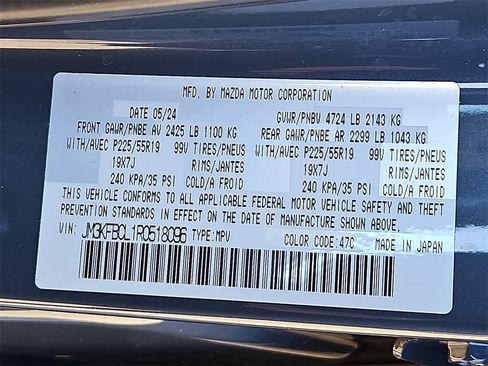 MFD. BY MAZDA MOTOR CORPORATION
DATE 05/24 GVWR/PNBV 4724 LB 2143 KG
FRONT GAWR/PNBE AV 2425 LB 1100 KG REAR GAWR/PNBE AR 2299 LB 1043 KG
WITH/AVEC P225/55R19 99V TIRES/PNEUS WITH/AVEC P225/55R19 99V TIRES/PNEUS
19X7J RIMS/JANTES 19X7J RIMS/JANTES
240 KPA/35 PSI COLD/A FROID 240 KPA/35 PSI COLD/A FROID
THIS VEHICLE CONFORMS TO ALL APPLICABLE FEDERAL MOTOR VEHICLE SAFETY AND THEFT
PREVENTION STANDARDS IN EFFECT ON THE DATE OF MANUFACTURE SHOWN ABOVE.
VIN: JM3KFBCL1R0518096 TYPE: MPV COLOR CODE: 47C MADE IN JAPAN